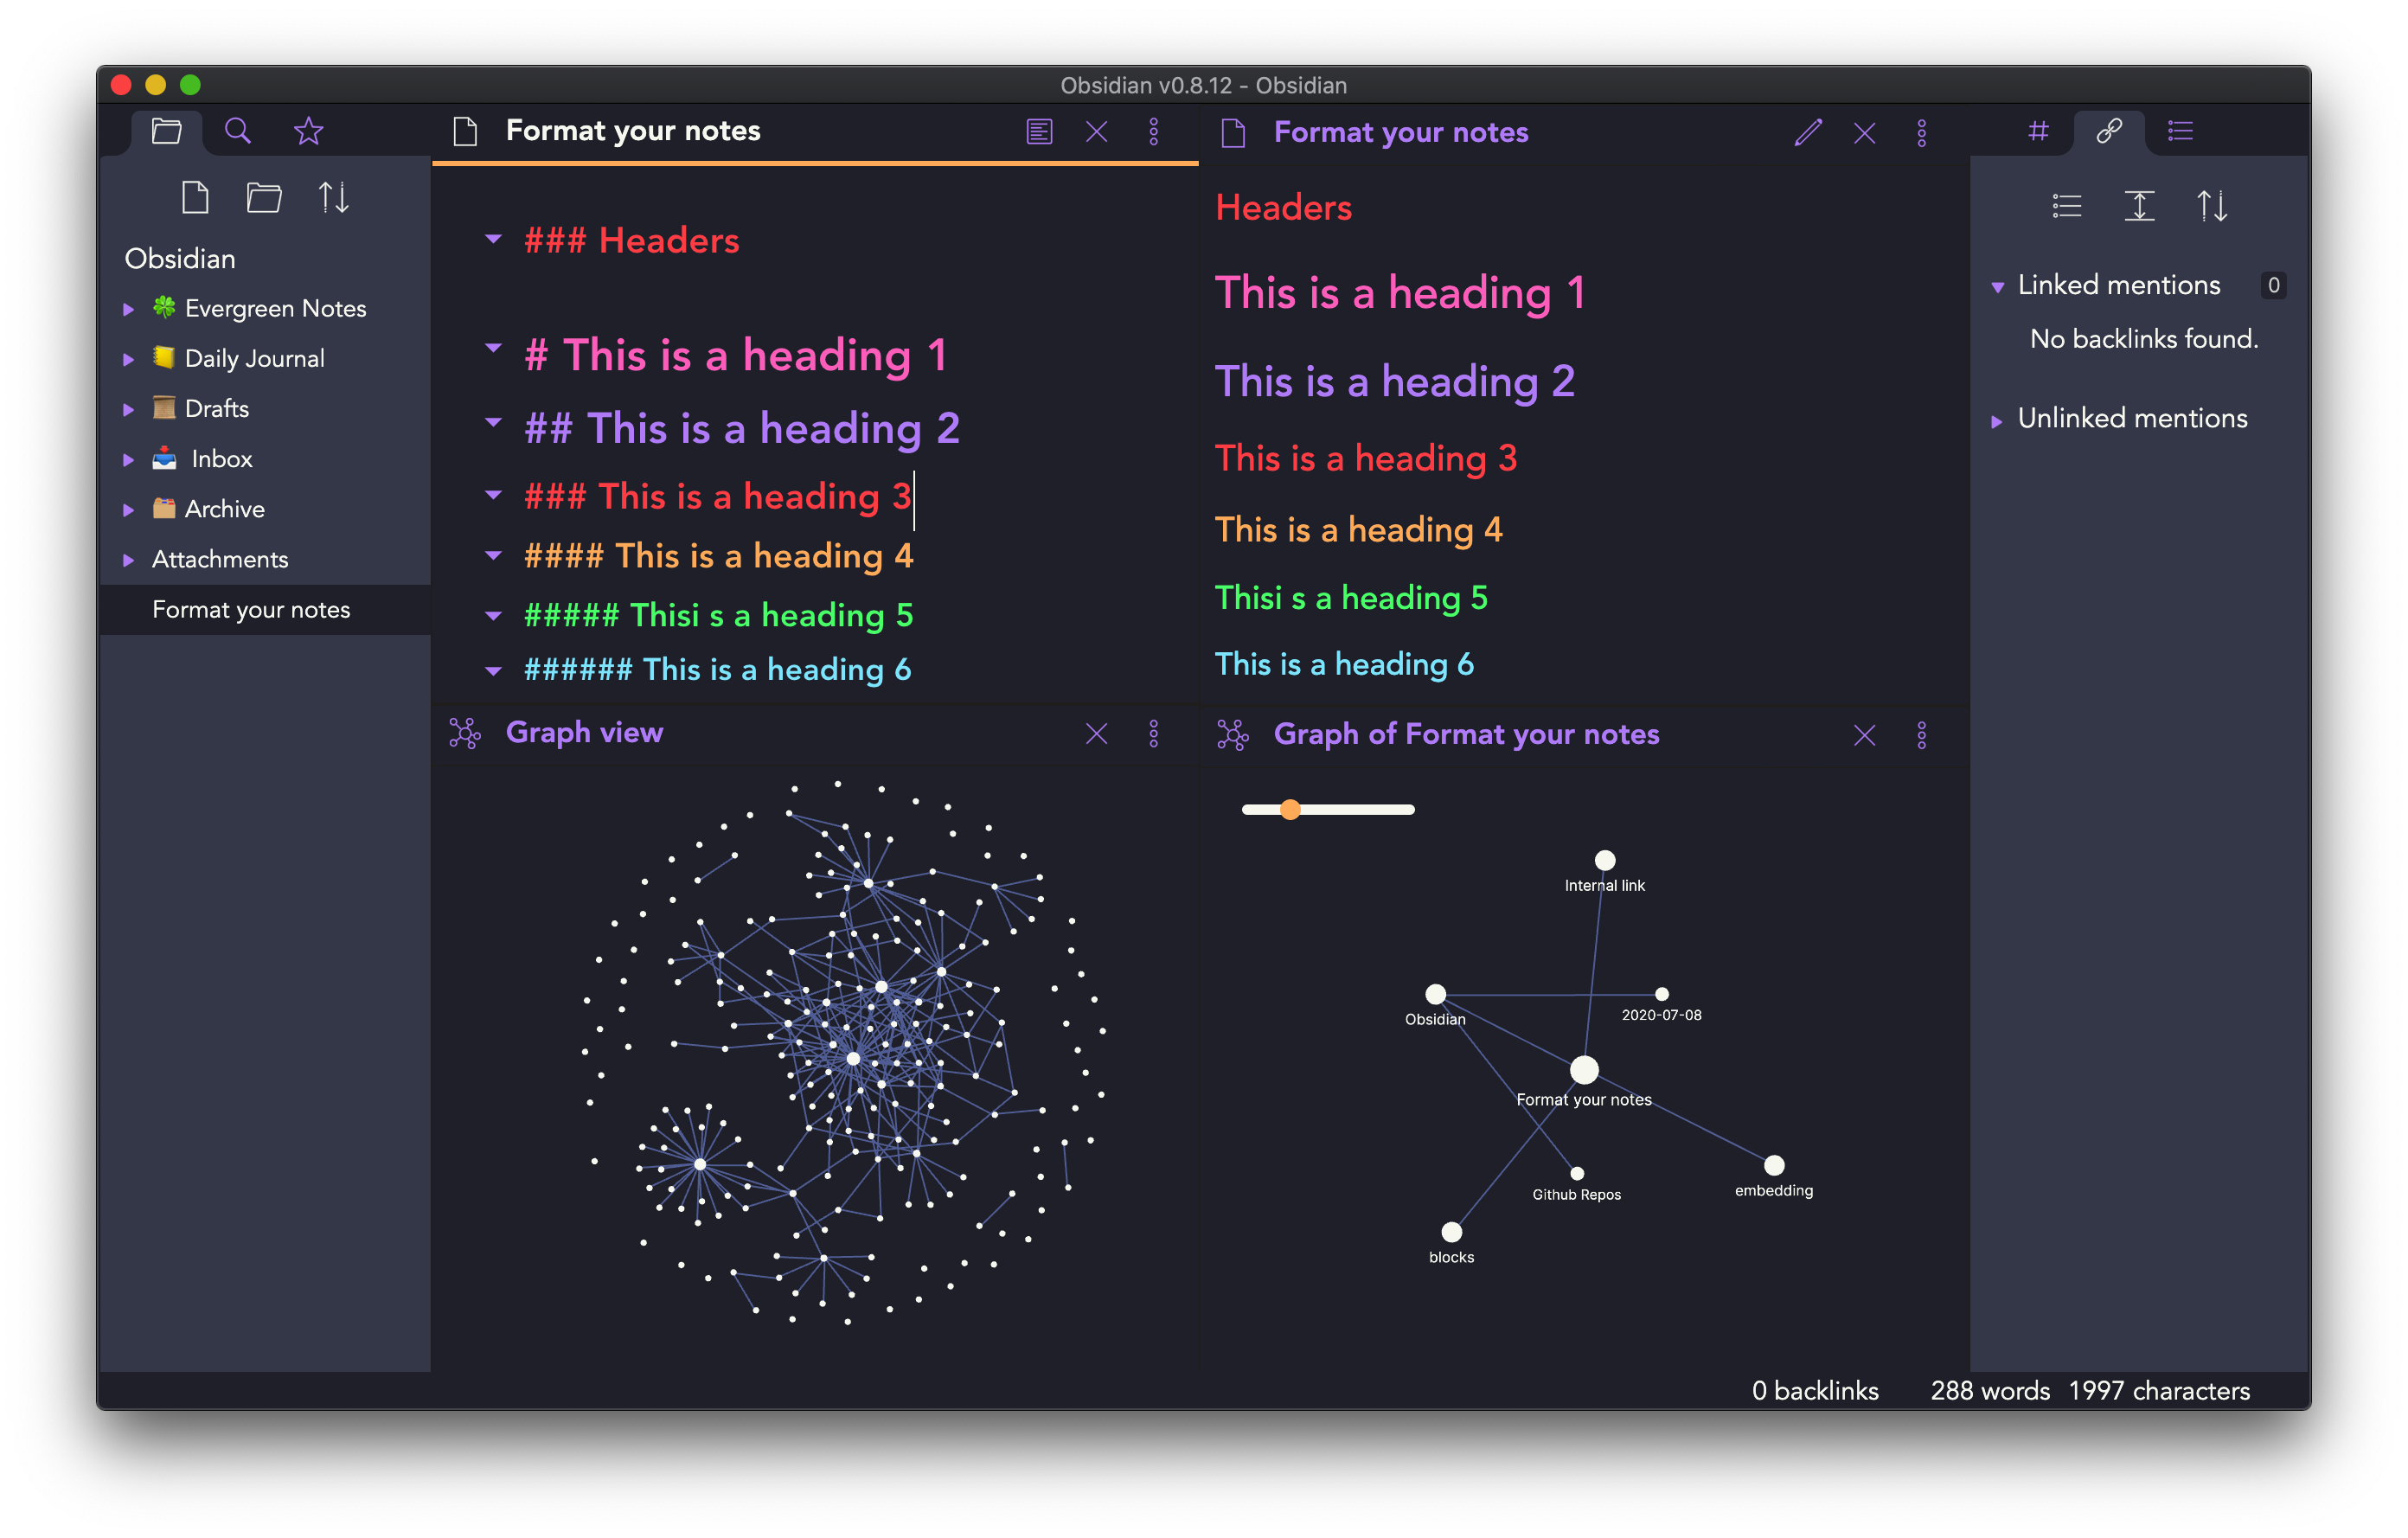 Obsidian v0.8.12 - Obsidian
Obsidian
Evergreen Notes
Daily Journal
Drafts
Inbox
Archive
Attachments
Format your notes
Format your notes
### Headers
# This is a heading 1
## This is a heading 2
### This is a heading 3
#### This is a heading 4
##### Thisi s a heading 5
###### This is a heading 6
Format your notes
Headers
This is a heading 1
This is a heading 2
This is a heading 3
This is a heading 4
Thisi s a heading 5
This is a heading 6
Graph view
Graph of Format your notes
Internal link
Obsidian
2020-07-08
Format your notes
Github Repos
embedding
blocks
Linked mentions 0
No backlinks found.
Unlinked mentions
0 backlinks 288 words 1997 characters